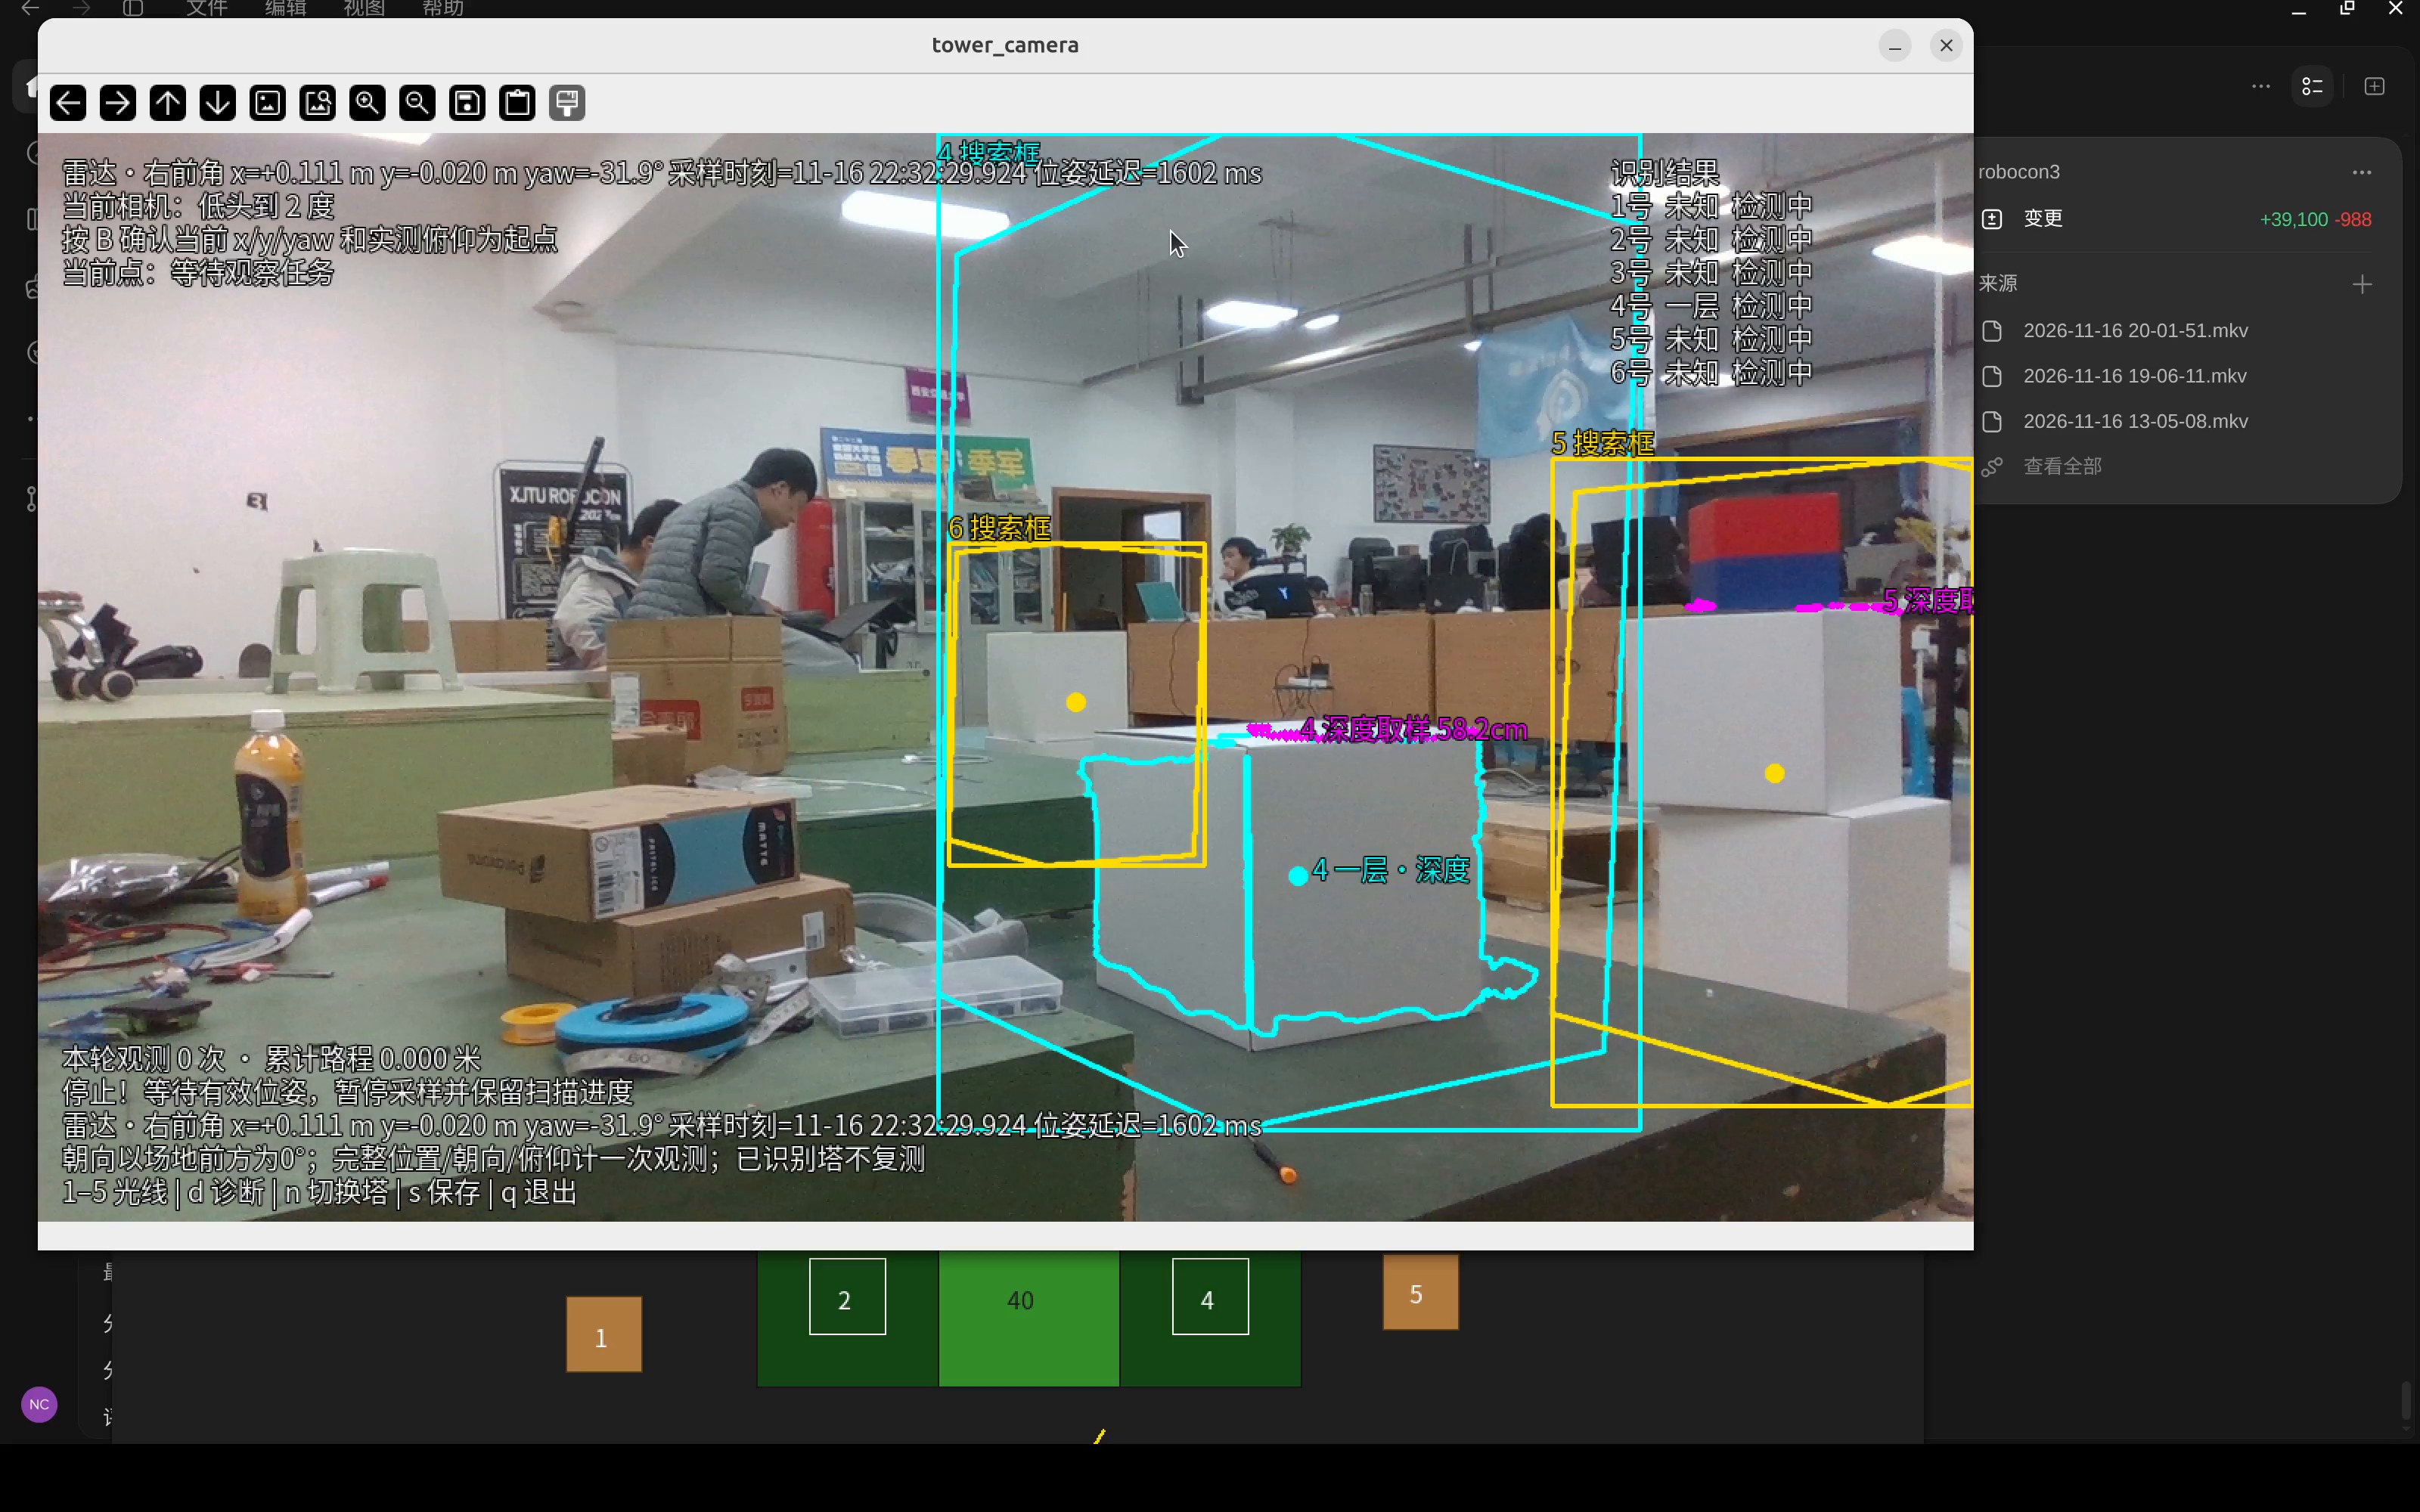 文件 编辑 视图 帮助
tower_camera
雷达·右前角 x=+0.111 m y=-0.020 m yaw=-31.9° 采样时刻=11-16 22:32:29.924 位姿延迟=1602 ms
当前相机：低头到 2 度
按 B 确认当前 x/y/yaw 和实测俯仰为起点
当前点：等待观察任务
4 搜索框
识别结果
1号 未知 检测中
2号 未知 检测中
3号 未知 检测中
4号 一层 检测中
5号 未知 检测中
6号 未知 检测中
5 搜索框
6 搜索框
季军
季军
XJTU ROBOCON
5 深度取
4 深度取样 58.2cm
4 一层·深度
本轮观测 0 次 · 累计路程 0.000 米
停止！等待有效位姿，暂停采样并保留扫描进度
雷达·右前角 x=+0.111 m y=-0.020 m yaw=-31.9° 采样时刻=11-16 22:32:29.924 位姿延迟=1602 ms
朝向以场地前方为0°；完整位置/朝向/俯仰计一次观测；已识别塔不复测
1–5 光线 | d 诊断 | n 切换塔 | s 保存 | q 退出
robocon3
变更 +39,100 -988
来源
2026-11-16 20-01-51.mkv
2026-11-16 19-06-11.mkv
2026-11-16 13-05-08.mkv
查看全部
1
2
40
4
5
NC